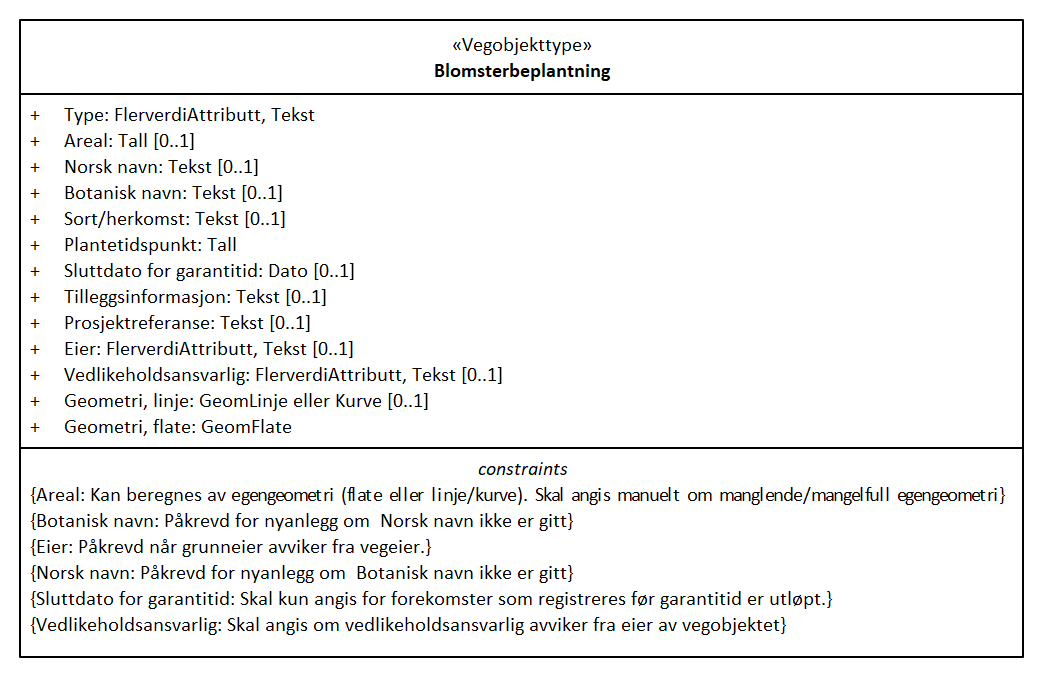 «Vegobjekttype»
Blomsterbeplantning
+ Type: FlerverdiAttributt, Tekst
+ Areal: Tall [0..1]
+ Norsk navn: Tekst [0..1]
+ Botanisk navn: Tekst [0..1]
+ Sort/herkomst: Tekst [0..1]
+ Plantetidspunkt: Tall
+ Sluttdato for garantitid: Dato [0..1]
+ Tilleggsinformasjon: Tekst [0..1]
+ Prosjektreferanse: Tekst [0..1]
+ Eier: FlerverdiAttributt, Tekst [0..1]
+ Vedlikeholdsansvarlig: FlerverdiAttributt, Tekst [0..1]
+ Geometri, linje: GeomLinje eller Kurve [0..1]
+ Geometri, flate: GeomFlate
constraints
{Areal: Kan beregnes av egengeometri (flate eller linje/kurve). Skal angis manuelt om manglende/mangelfull egengeometri}
{Botanisk navn: Påkrevd for nyanlegg om  Norsk navn ikke er gitt}
{Eier: Påkrevd når grunneier avviker fra vegeier.}
{Norsk navn: Påkrevd for nyanlegg om  Botanisk navn ikke er gitt}
{Sluttdato for garantitid: Skal kun angis for forekomster som registreres før garantitid er utløpt.}
{Vedlikeholdsansvarlig: Skal angis om vedlikeholdsansvarlig avviker fra eier av vegobjektet}